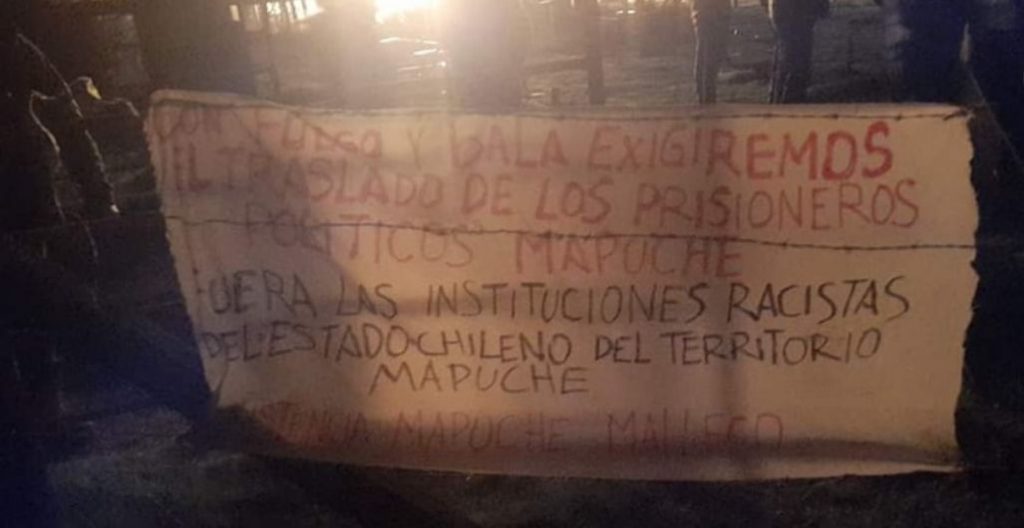 CON FUEGO Y BALA EXIGIREMOS
EL TRASLADO DE LOS PRISIONEROS
POLITICOS MAPUCHE
FUERA LAS INSTITUCIONES RACISTAS
DEL ESTADO CHILENO DEL TERRITORIO
MAPUCHE
MAPUCHE MALLECO